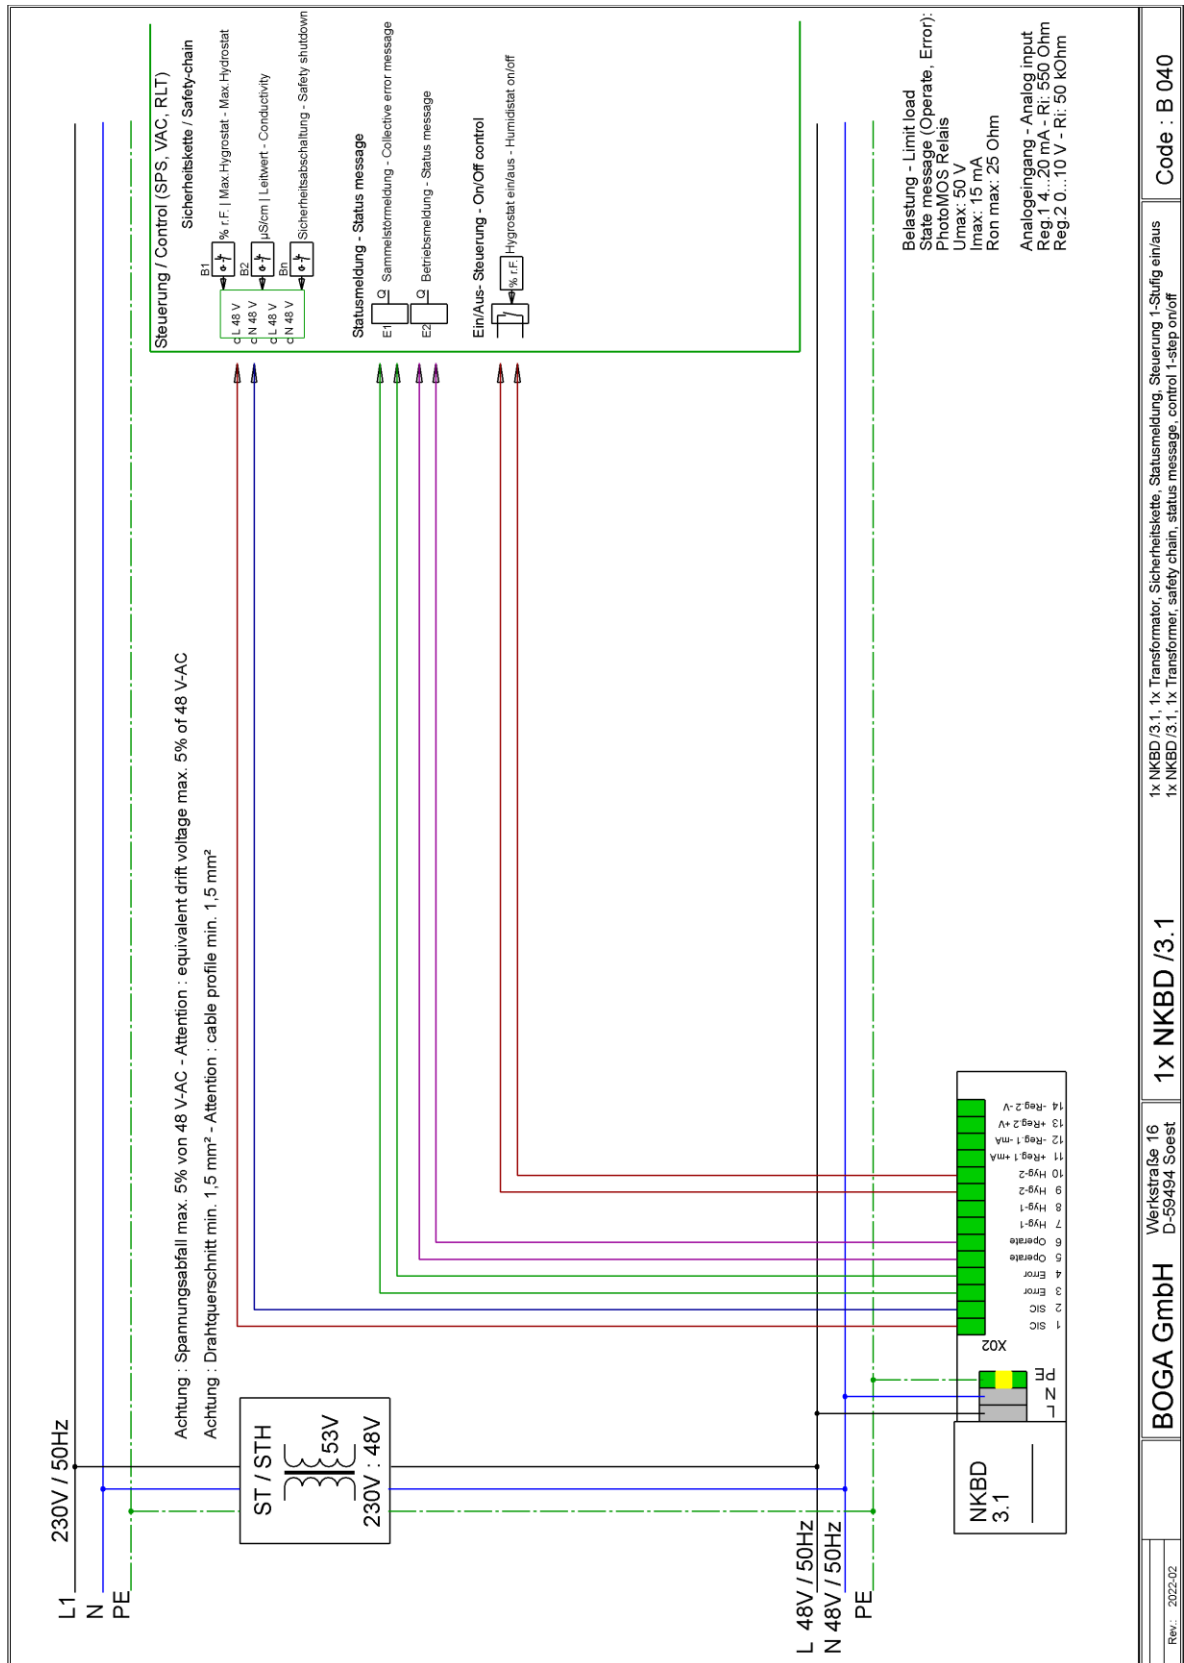 L1
N
PE
230V / 50Hz
Achtung : Spannungsabfall max. 5% von 48 V-AC - Attention : equivalent drift voltage max. 5% of 48 V-AC
Achtung : Drahtquerschnitt min. 1,5 mm² - Attention : cable profile min. 1,5 mm²
ST / STH
53V
230V : 48V
Steuerung / Control (SPS, VAC, RLT)
Sicherheitskette / Safety-chain
B1
% r.F. | Max.Hygrostat - Max.Hydrostat
B2
µS/cm | Leitwert - Conductivity
Bn
Sicherheitsabschaltung - Safety shutdown
L 48 V
N 48 V
L 48 V
N 48 V
Statusmeldung - Status message
E1
Q
Sammelstörmeldung - Collective error message
E2
Q
Betriebsmeldung - Status message
Ein/Aus- Steuerung - On/Off control
% r.F.
Hygrostat ein/aus - Humidistat on/off
L 48V / 50Hz
N 48V / 50Hz
PE
Belastung - Limit load
State message (Operate, Error):
PhotoMOS Relais
Umax: 50 V
Imax: 15 mA
Ron max: 25 Ohm
Analogeingang - Analog input
Reg.1 4...20 mA - Ri: 550 Ohm
Reg.2 0...10 V - Ri: 50 kOhm
NKBD
3.1
L
N
PE
X02
1 SIC
2 SIC
3 Error
4 Error
5 Operate
6 Operate
7 Hyg-1
8 Hyg-1
9 Hyg-2
10 Hyg-2
11 +Reg.1 +mA
12 -Reg.1 -mA
13 +Reg.2 +V
14 -Reg.2 -V
Rev.: 2022-02
BOGA GmbH
Werkstraße 16
D-59494 Soest
1x NKBD /3.1
1x NKBD /3.1, 1x Transformator, Sicherheitskette, Statusmeldung, Steuerung 1-Stufig ein/aus
1x NKBD /3.1, 1x Transformer, safety chain, status message, control 1-step on/off
Code : B 040